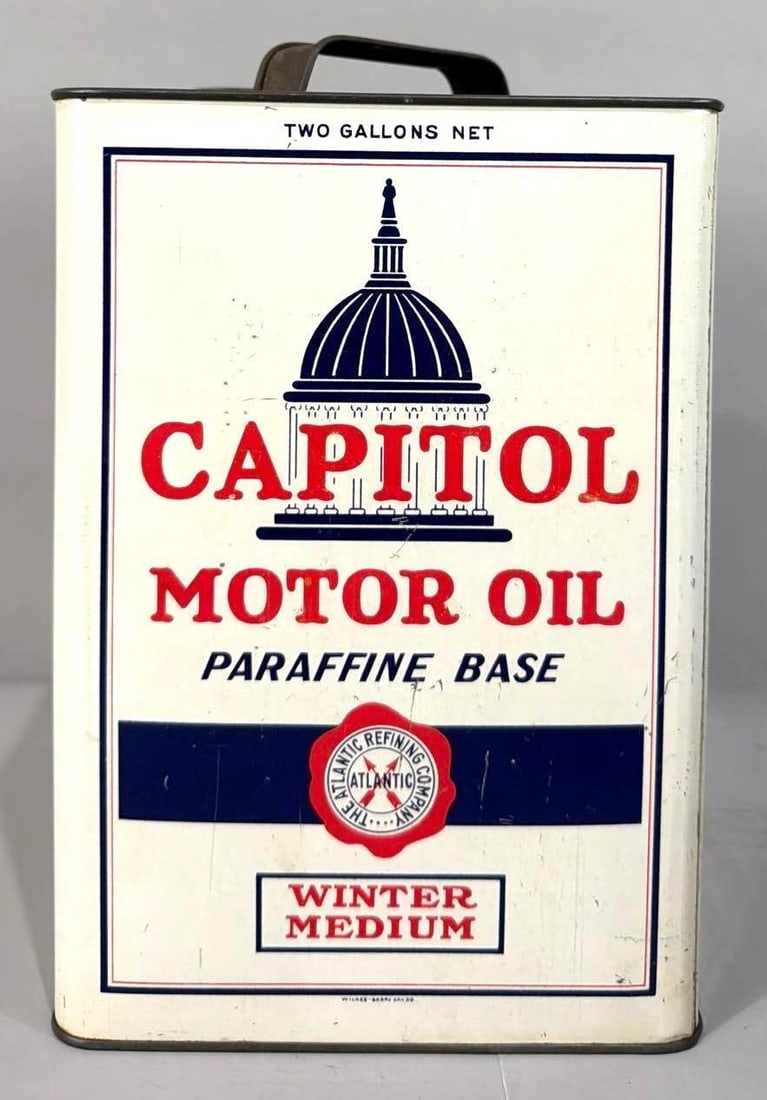 TWO GALLONS NET
CAPITOL
MOTOR OIL
PARAFFINE BASE
THE ATLANTIC REFINING COMPANY
ATLANTIC
WINTER
MEDIUM